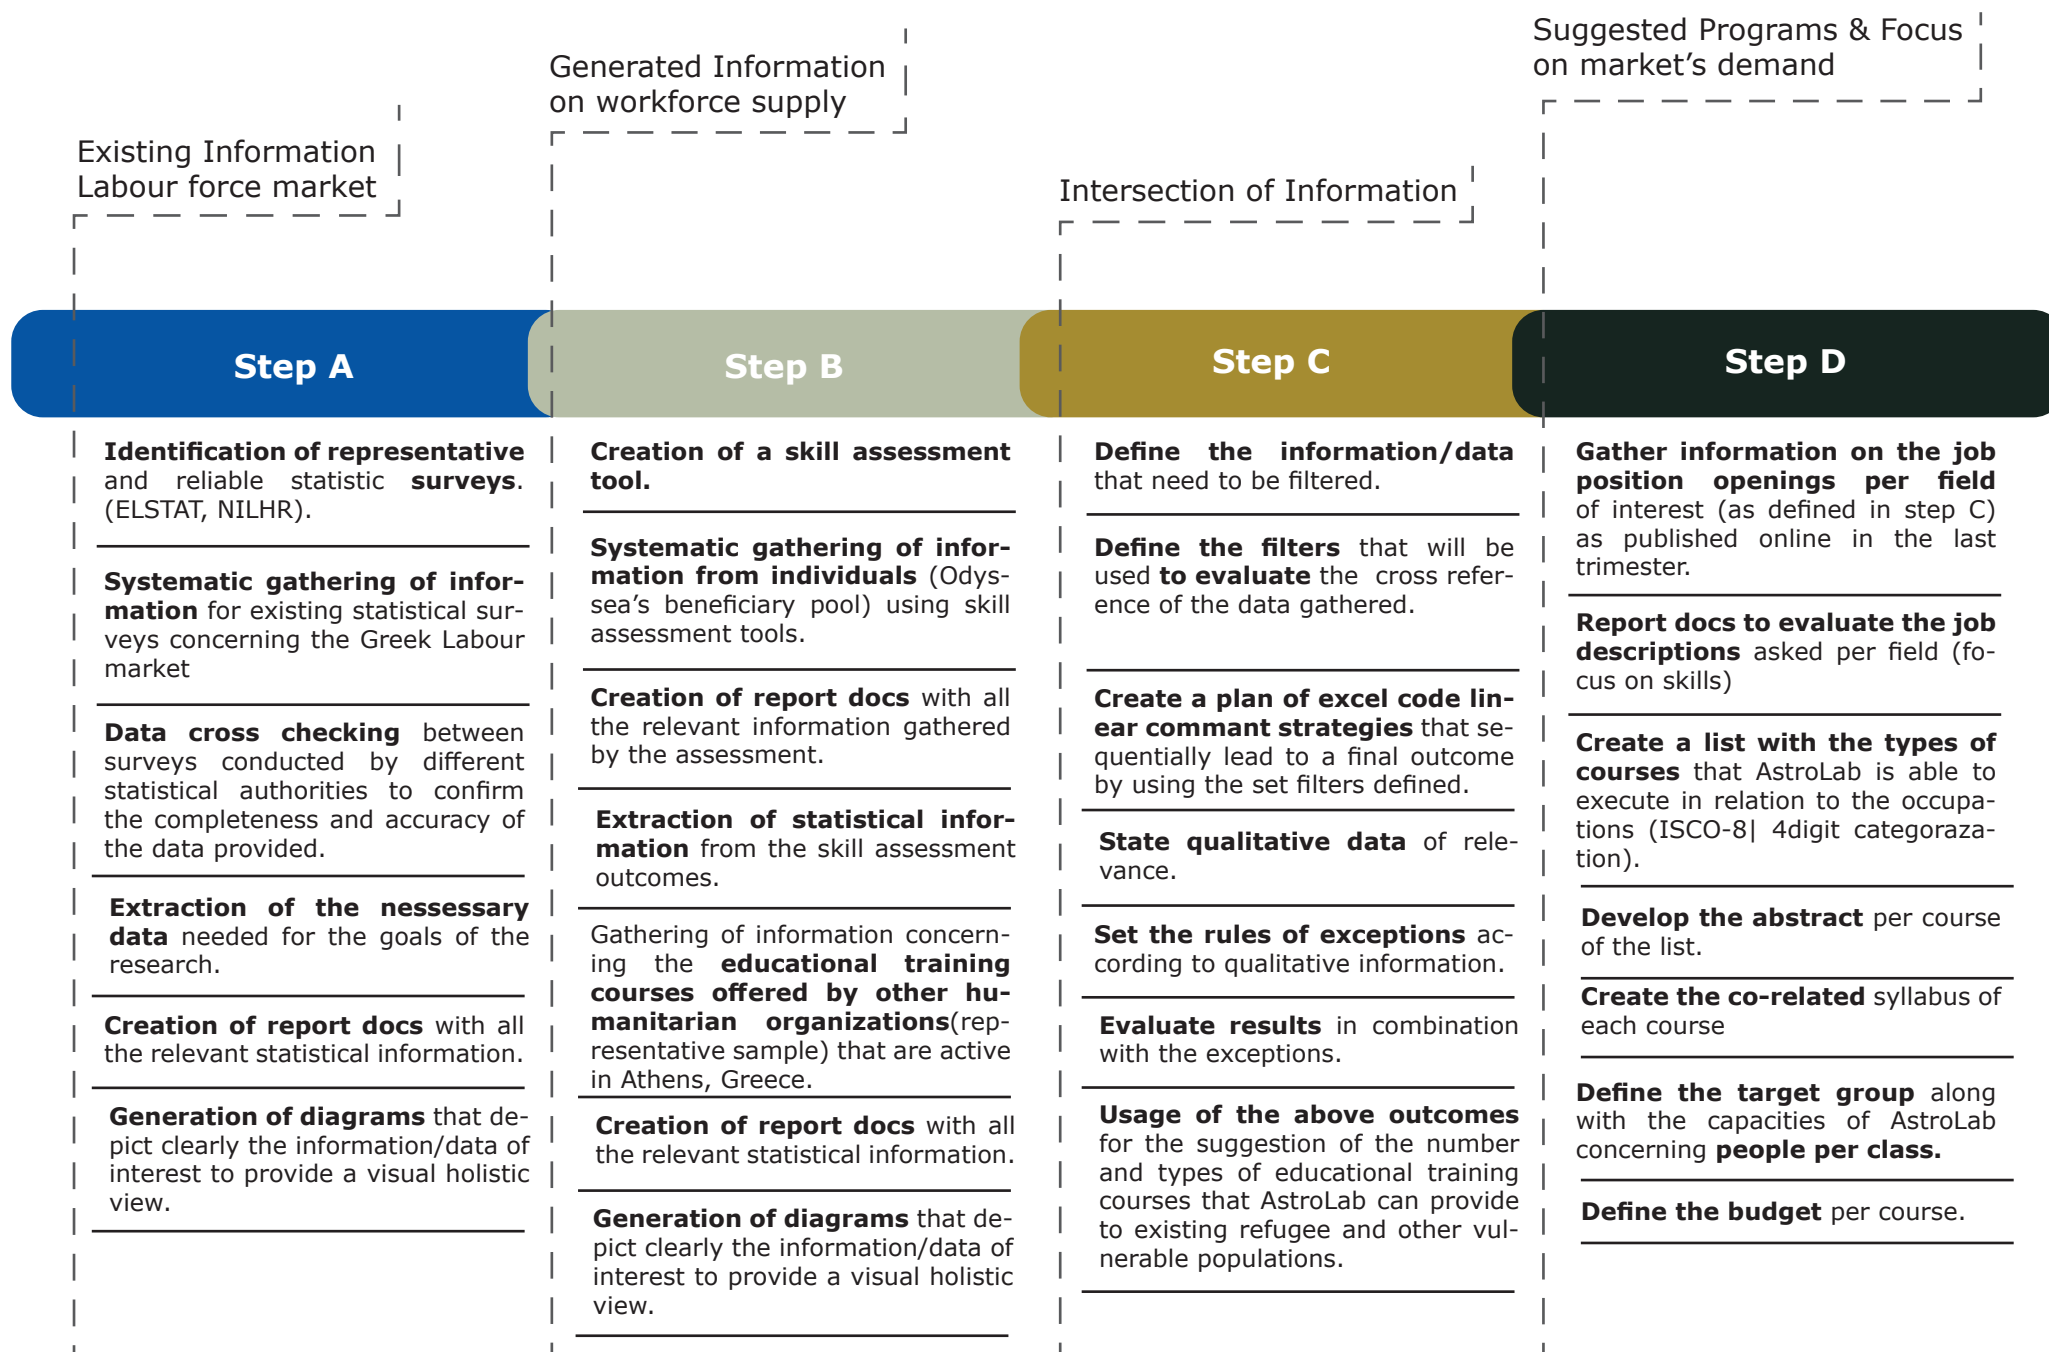 Existing Information
Labour force market
Generated Information
on workforce supply
Intersection of Information
Suggested Programs & Focus
on market’s demand
Step A
Identification of representative
and reliable statistic surveys.
(ELSTAT, NILHR).
Systematic gathering of infor-
mation for existing statistical sur-
veys concerning the Greek Labour
market
Data cross checking between
surveys conducted by different
statistical authorities to confirm
the completeness and accuracy of
the data provided.
Extraction of the nessessary
data needed for the goals of the
research.
Creation of report docs with all
the relevant statistical information.
Generation of diagrams that de-
pict clearly the information/data of
interest to provide a visual holistic
view.
Step B
Creation of a skill assessment
tool.
Systematic gathering of infor-
mation from individuals (Odys-
sea’s beneficiary pool) using skill
assessment tools.
Creation of report docs with all
the relevant information gathered
by the assessment.
Extraction of statistical infor-
mation from the skill assessment
outcomes.
Gathering of information concern-
ing the educational training
courses offered by other hu-
manitarian organizations(rep-
resentative sample) that are active
in Athens, Greece.
Creation of report docs with all
the relevant statistical information.
Generation of diagrams that de-
pict clearly the information/data of
interest to provide a visual holistic
view.
Step C
Define the information/data
that need to be filtered.
Define the filters that will be
used to evaluate the cross refer-
ence of the data gathered.
Create a plan of excel code lin-
ear commant strategies that se-
quentially lead to a final outcome
by using the set filters defined.
State qualitative data of rele-
vance.
Set the rules of exceptions ac-
cording to qualitative information.
Evaluate results in combination
with the exceptions.
Usage of the above outcomes
for the suggestion of the number
and types of educational training
courses that AstroLab can provide
to existing refugee and other vul-
nerable populations.
Step D
Gather information on the job
position openings per field
of interest (as defined in step C)
as published online in the last
trimester.
Report docs to evaluate the job
descriptions asked per field (fo-
cus on skills)
Create a list with the types of
courses that AstroLab is able to
execute in relation to the occupa-
tions (ISCO-8| 4digit categoraza-
tion).
Develop the abstract per course
of the list.
Create the co-related syllabus of
each course
Define the target group along
with the capacities of AstroLab
concerning people per class.
Define the budget per course.